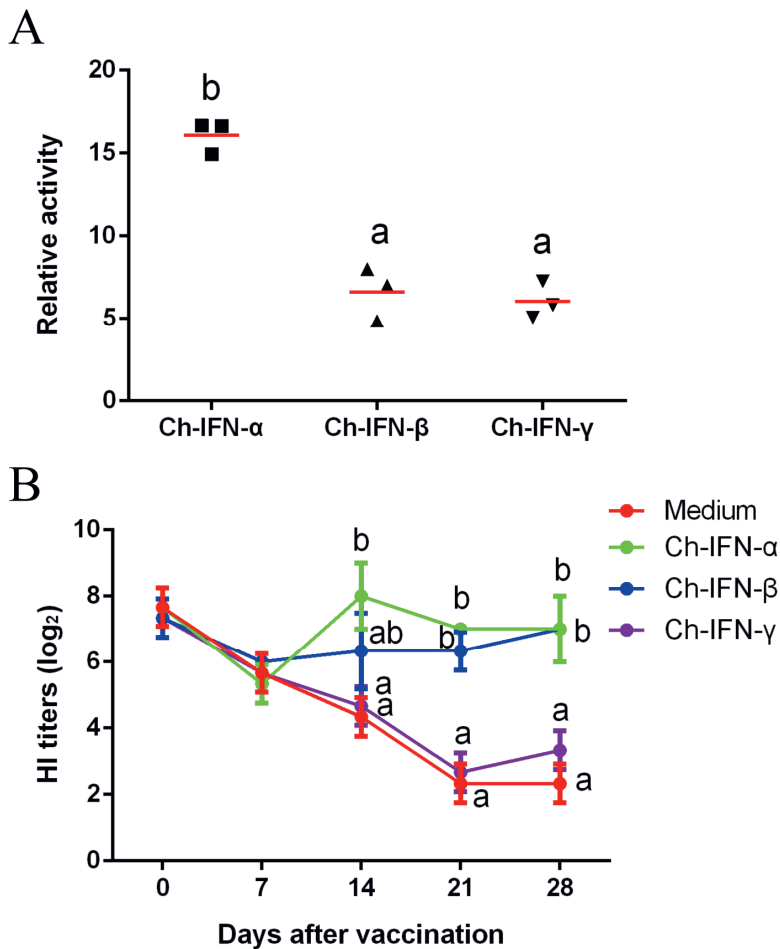 A
20
15
10
5
0
Relative activity
b
a
a
Ch-IFN-α
Ch-IFN-β
Ch-IFN-γ
B
10
8
6
4
2
0
HI titers (log₂)
b
b
b
ab
b
b
a
a
a
a
a
a
0
7
14
21
28
Days after vaccination
Medium
Ch-IFN-α
Ch-IFN-β
Ch-IFN-γ